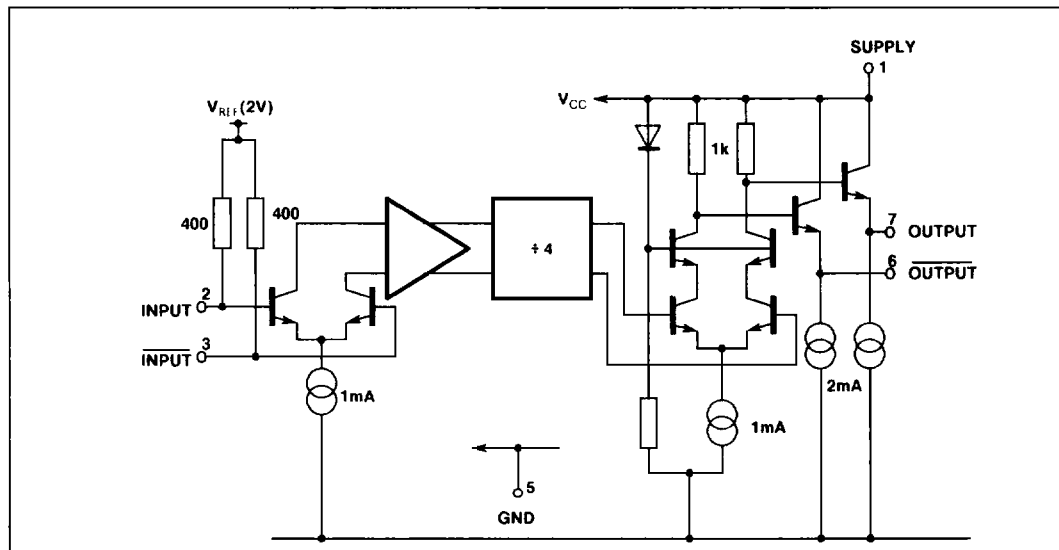 SUPPLY
1
VCC
VREF(2V)
1k
400
400
÷ 4
7 OUTPUT
6 OUTPUT
INPUT 2
INPUT 3
1mA
2mA
1mA
5
GND